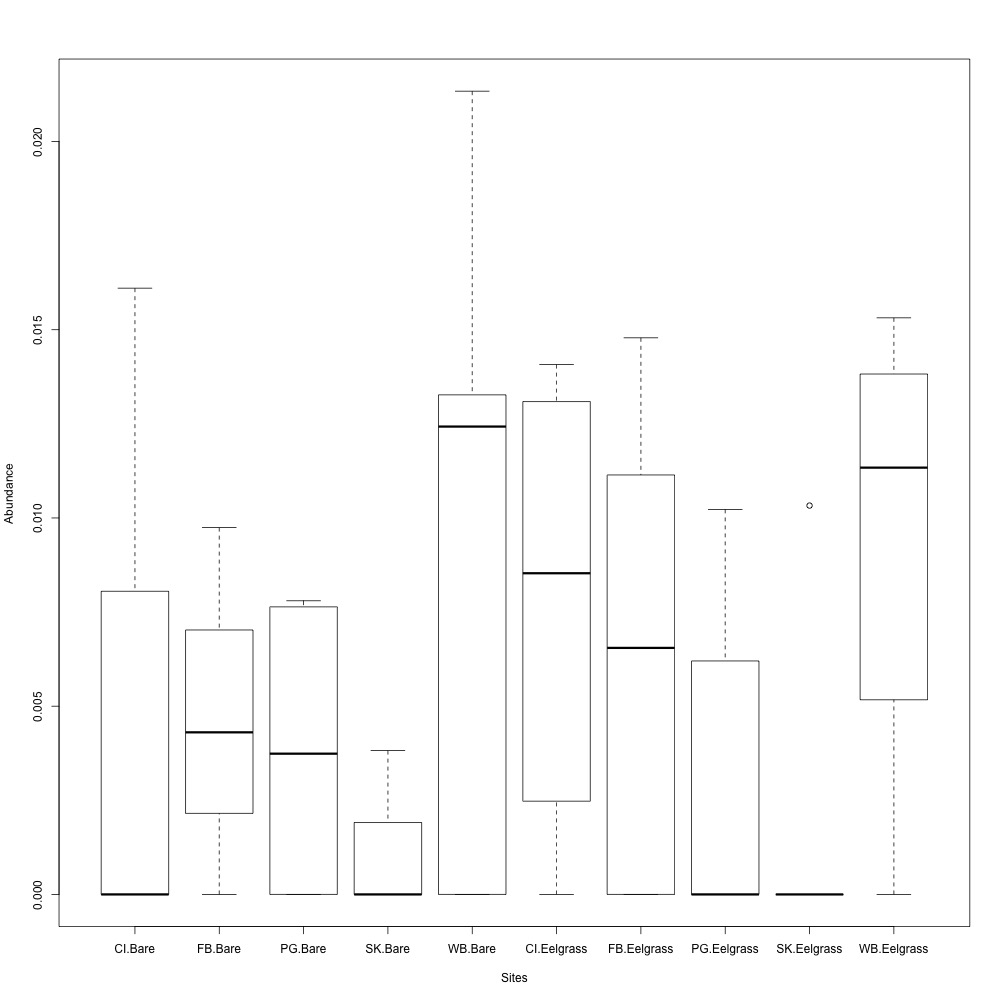 Abundance
0.020
0.015
0.010
0.005
0.000
CI.Bare FB.Bare PG.Bare SK.Bare WB.Bare CI.Eelgrass FB.Eelgrass PG.Eelgrass SK.Eelgrass WB.Eelgrass
Sites